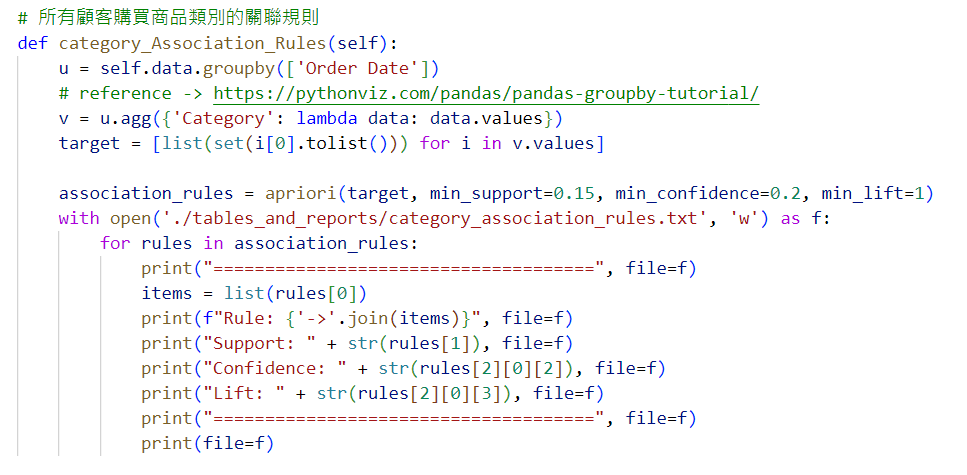 # 所有顧客購買商品類別的關聯規則
def category_Association_Rules(self):
    u = self.data.groupby(['Order Date'])
    # reference -> https://pythonviz.com/pandas/pandas-groupby-tutorial/
    v = u.agg({'Category': lambda data: data.values})
    target = [list(set(i[0].tolist())) for i in v.values]

    association_rules = apriori(target, min_support=0.15, min_confidence=0.2, min_lift=1)
    with open('./tables_and_reports/category_association_rules.txt', 'w') as f:
        for rules in association_rules:
            print("=====================================", file=f)
            items = list(rules[0])
            print(f"Rule: {'->'.join(items)}", file=f)
            print("Support: " + str(rules[1]), file=f)
            print("Confidence: " + str(rules[2][0][2]), file=f)
            print("Lift: " + str(rules[2][0][3]), file=f)
            print("=====================================", file=f)
            print(file=f)